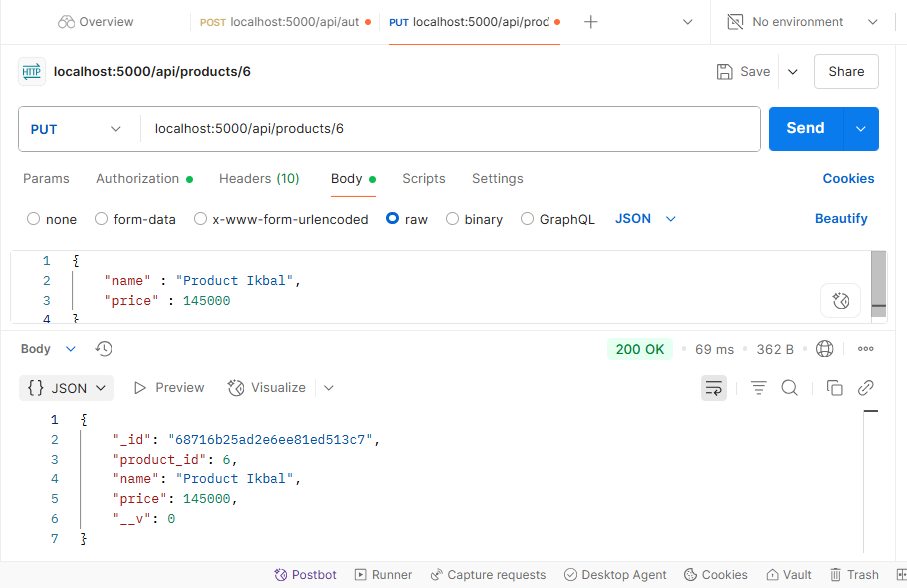 Overview POST localhost:5000/api/aut PUT localhost:5000/api/prod No environment
HTTP localhost:5000/api/products/6 Save Share
PUT localhost:5000/api/products/6 Send
Params Authorization Headers (10) Body Scripts Settings Cookies
none form-data x-www-form-urlencoded raw binary GraphQL JSON Beautify
1 {
2 "name" : "Product Ikbal",
3 "price" : 145000
4 }
Body 200 OK • 69 ms • 362 B •
{} JSON Preview Visualize
1 {
2 "_id": "68716b25ad2e6ee81ed513c7",
3 "product_id": 6,
4 "name": "Product Ikbal",
5 "price": 145000,
6 "__v": 0
7 }
Postbot Runner Capture requests Desktop Agent Cookies Vault Trash